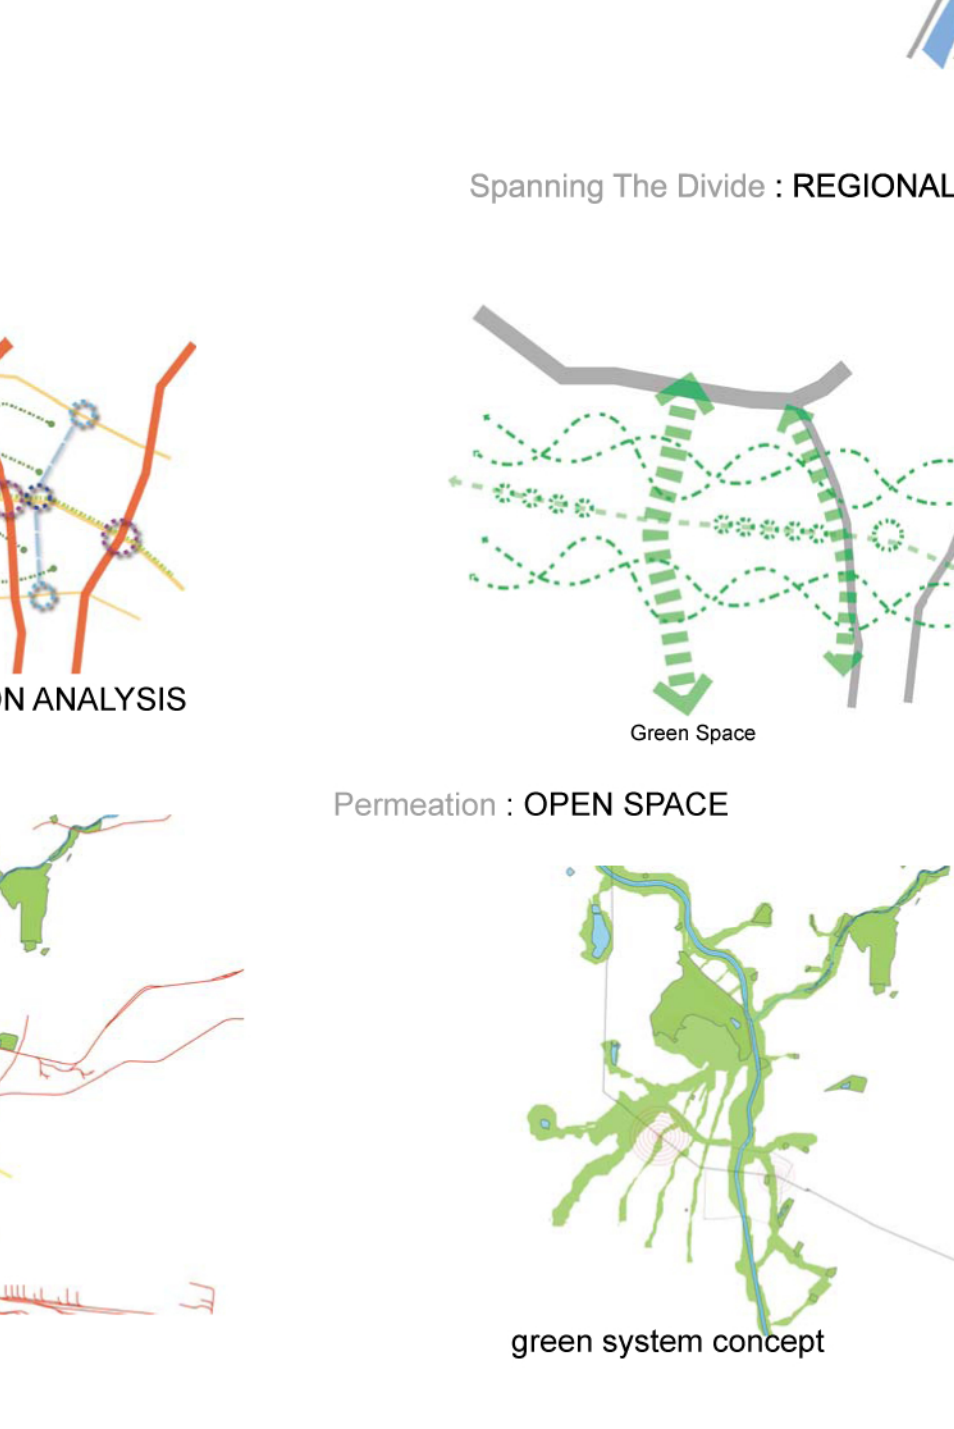 Spanning The Divide : REGIONAL
ON ANALYSIS
Green Space
Permeation : OPEN SPACE
green system concept